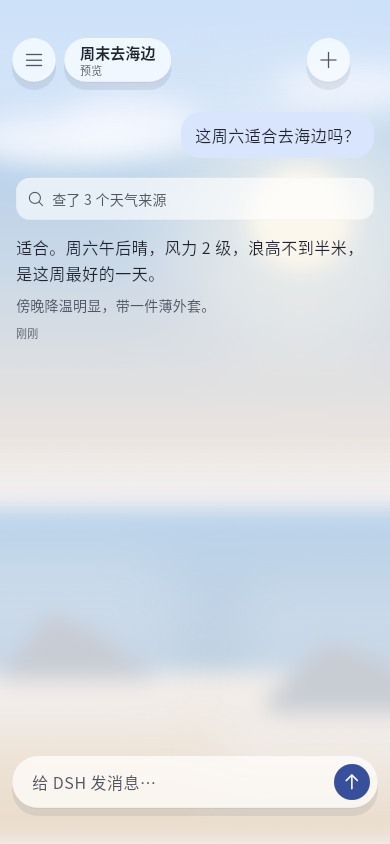 周末去海边
预览
这周六适合去海边吗？
查了 3 个天气来源
适合。周六午后晴，风力 2 级，浪高不到半米，
是这周最好的一天。
傍晚降温明显，带一件薄外套。
刚刚
给 DSH 发消息…